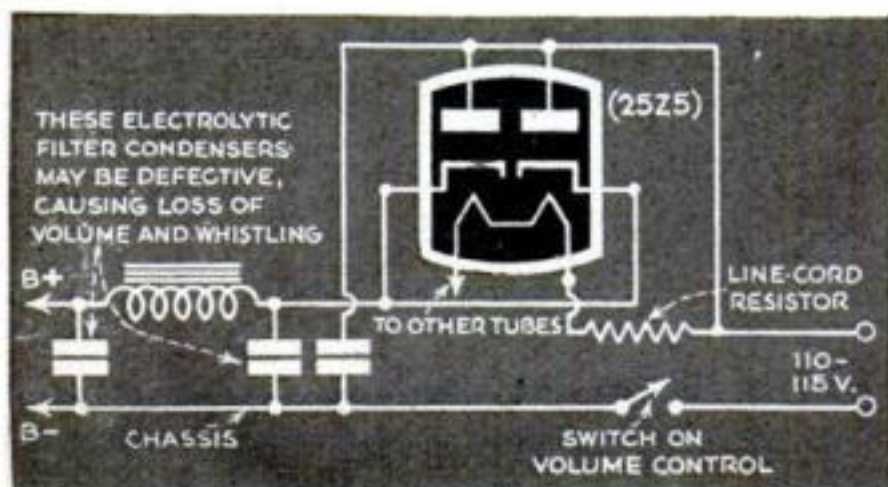 THESE ELECTROLYTIC
FILTER CONDENSERS
MAY BE DEFECTIVE,
CAUSING LOSS OF
VOLUME AND WHISTLING
(25Z5)
B+
TO OTHER TUBES
LINE-CORD
RESISTOR
110-
115 V.
B-
CHASSIS
SWITCH ON
VOLUME CONTROL